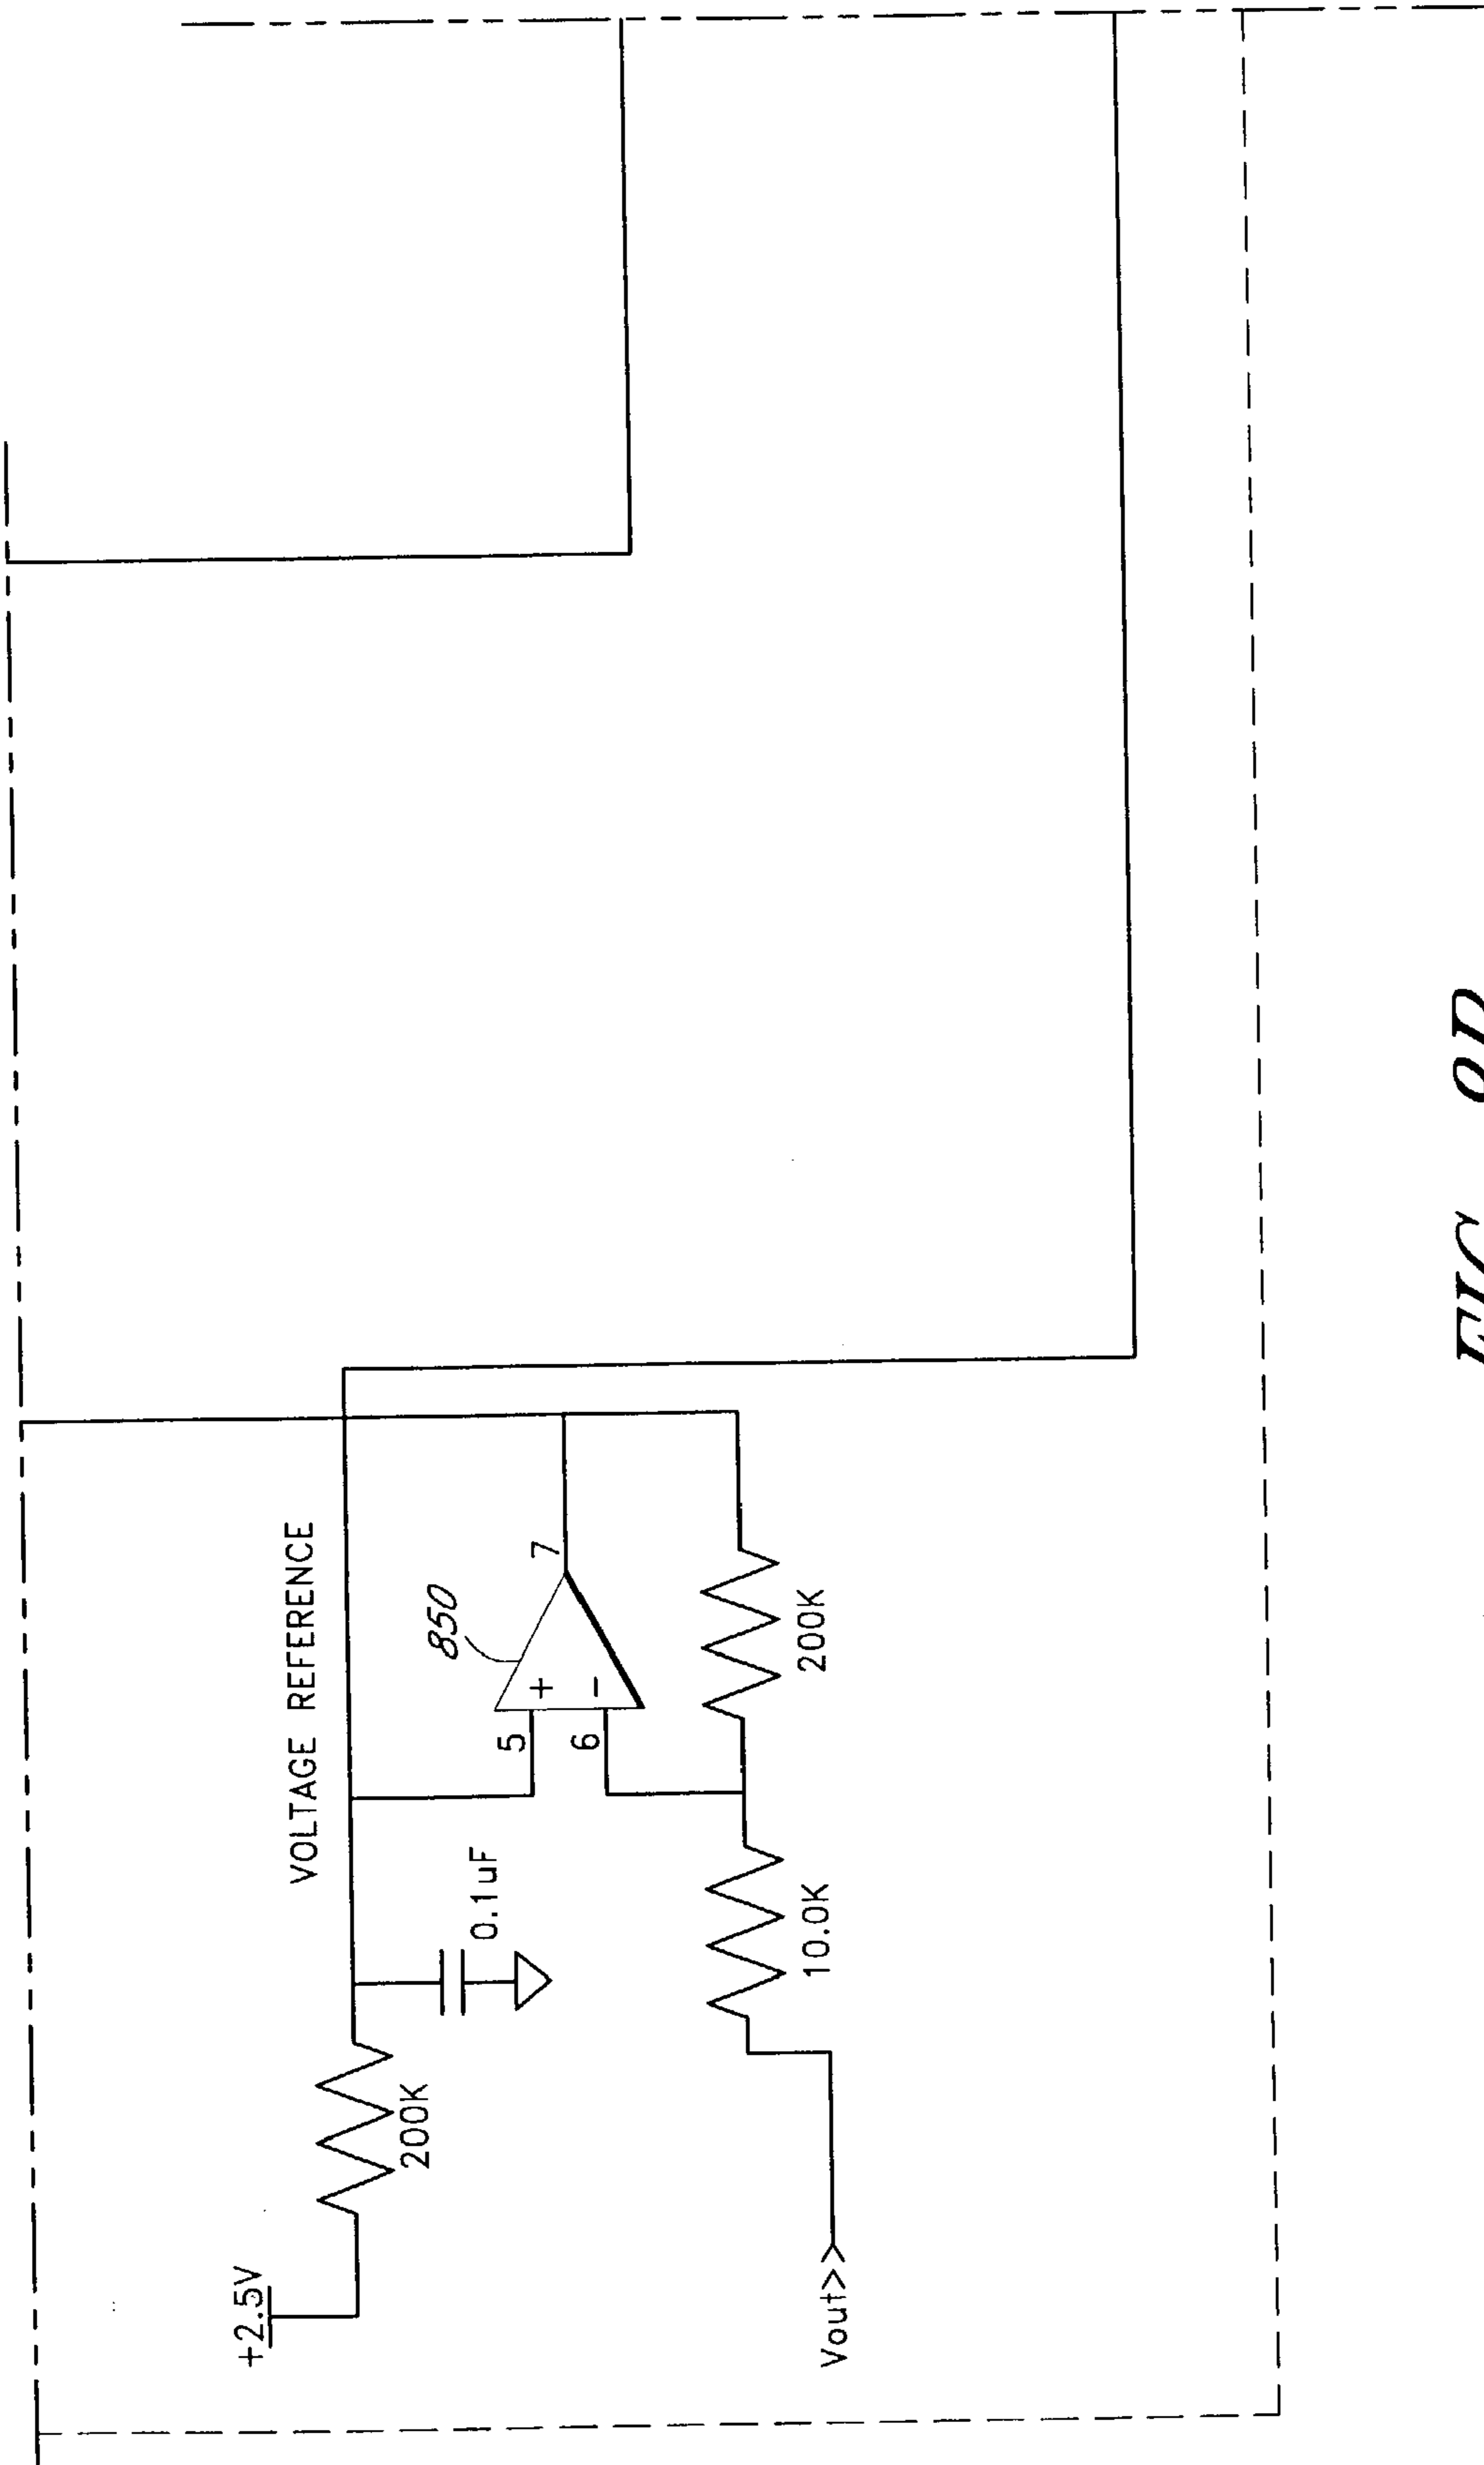 +2.5V
200K
0.1uF
VOLTAGE REFERENCE
850
5
+
6
−
7
Vout>>
10.0K
200K